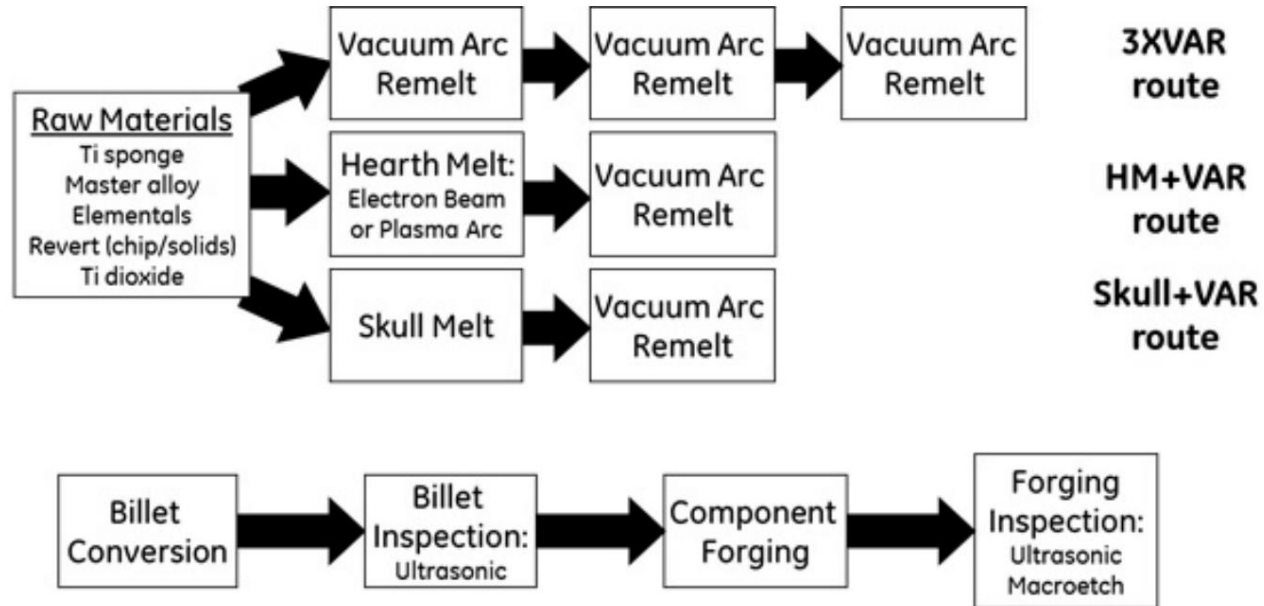 Raw Materials
Ti sponge
Master alloy
Elementals
Revert (chip/solids)
Ti dioxide
Vacuum Arc
Remelt
Vacuum Arc
Remelt
Vacuum Arc
Remelt
3XVAR
route
Hearth Melt:
Electron Beam
or Plasma Arc
Vacuum Arc
Remelt
HM+VAR
route
Skull Melt
Vacuum Arc
Remelt
Skull+VAR
route
Billet
Conversion
Billet
Inspection:
Ultrasonic
Component
Forging
Forging
Inspection:
Ultrasonic
Macroetch